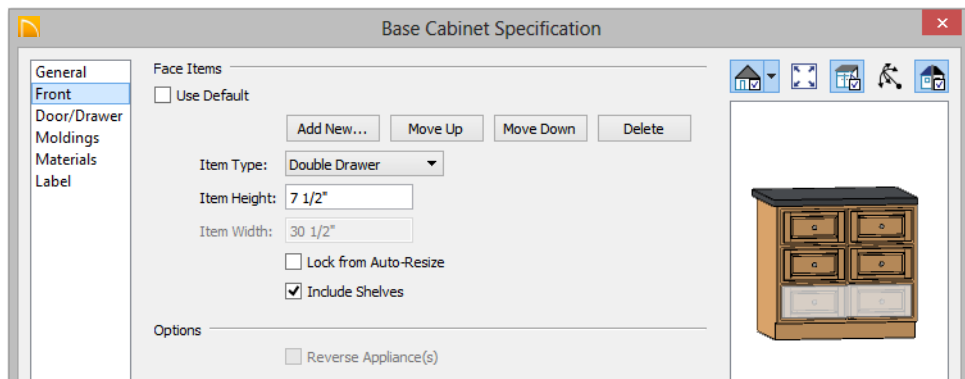 Base Cabinet Specification
General
Front
Door/Drawer
Moldings
Materials
Label
Face Items
Use Default
Add New... Move Up Move Down Delete
Item Type: Double Drawer
Item Height: 7 1/2"
Item Width: 30 1/2"
Lock from Auto-Resize
Include Shelves
Options
Reverse Appliance(s)